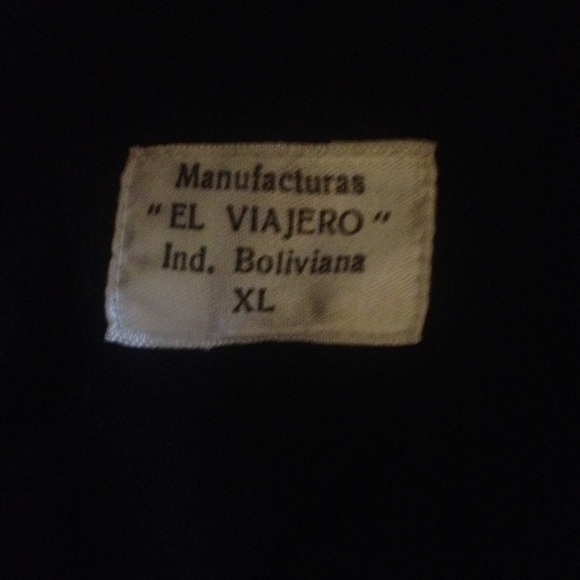 Manufacturas
"EL VIAJERO"
Ind. Boliviana
XL